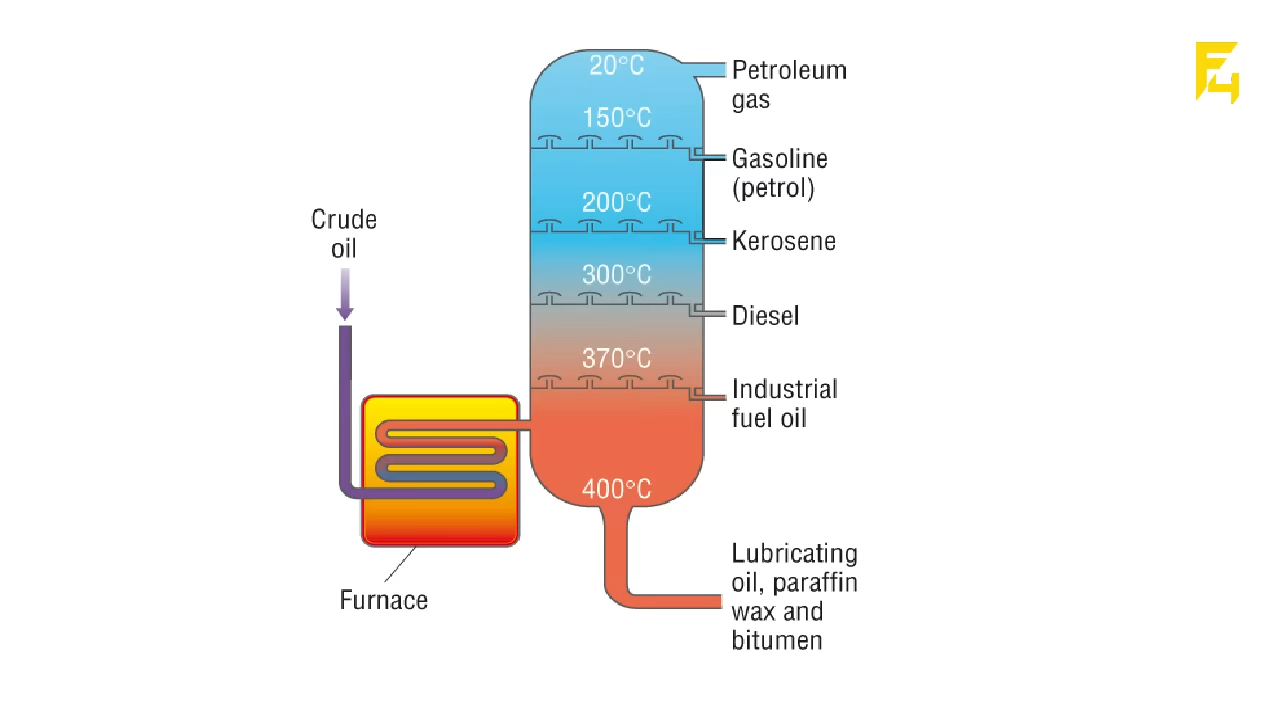 20°C
Petroleum
gas
150°C
Gasoline
(petrol)
200°C
Kerosene
300°C
Diesel
370°C
Industrial
fuel oil
400°C
Lubricating
oil, paraffin
wax and
bitumen
Crude
oil
Furnace
F4